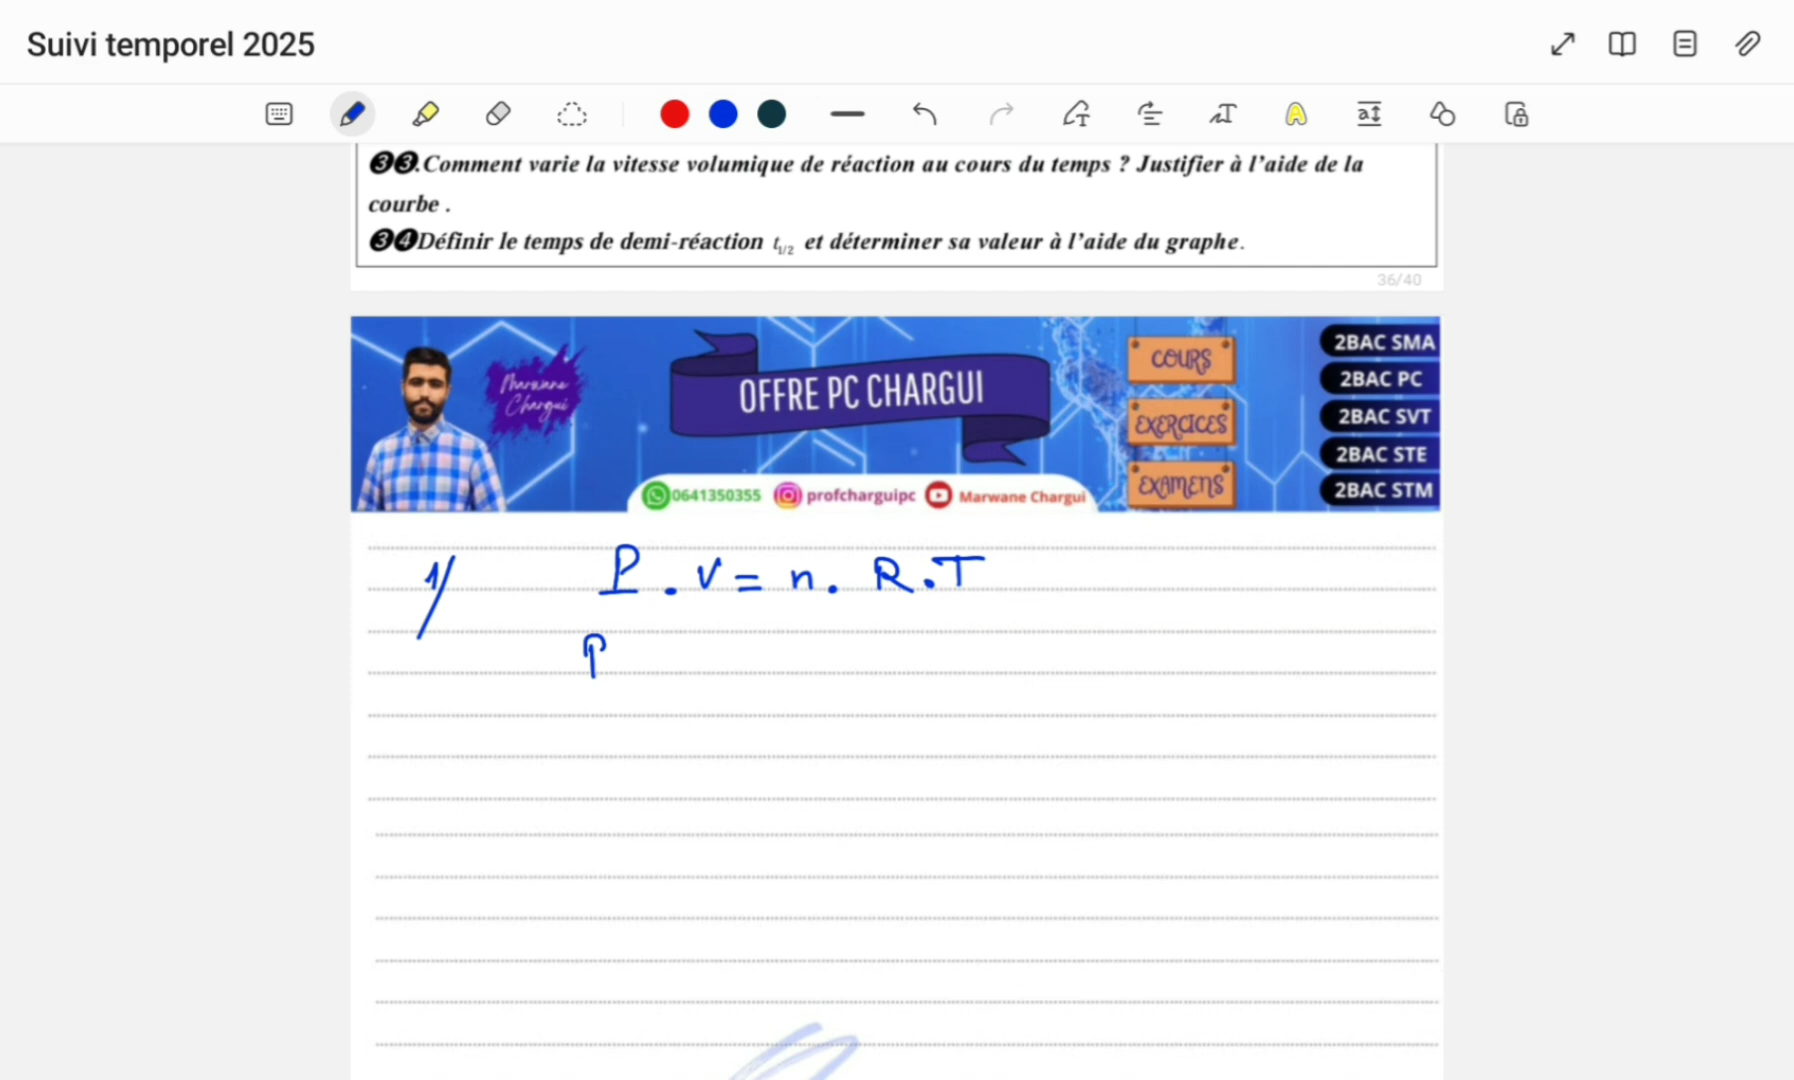 Suivi temporel 2025
❸❸.Comment varie la vitesse volumique de réaction au cours du temps ? Justifier à l’aide de la
courbe .
❸❹Définir le temps de demi-réaction t1/2 et déterminer sa valeur à l’aide du graphe.
36/40
Marwane
Chargui
OFFRE PC CHARGUI
COURS
EXERCICES
EXAMENS
2BAC SMA
2BAC PC
2BAC SVT
2BAC STE
2BAC STM
0641350355 profcharguipc Marwane Chargui
1/ P . V = n . R . T
P